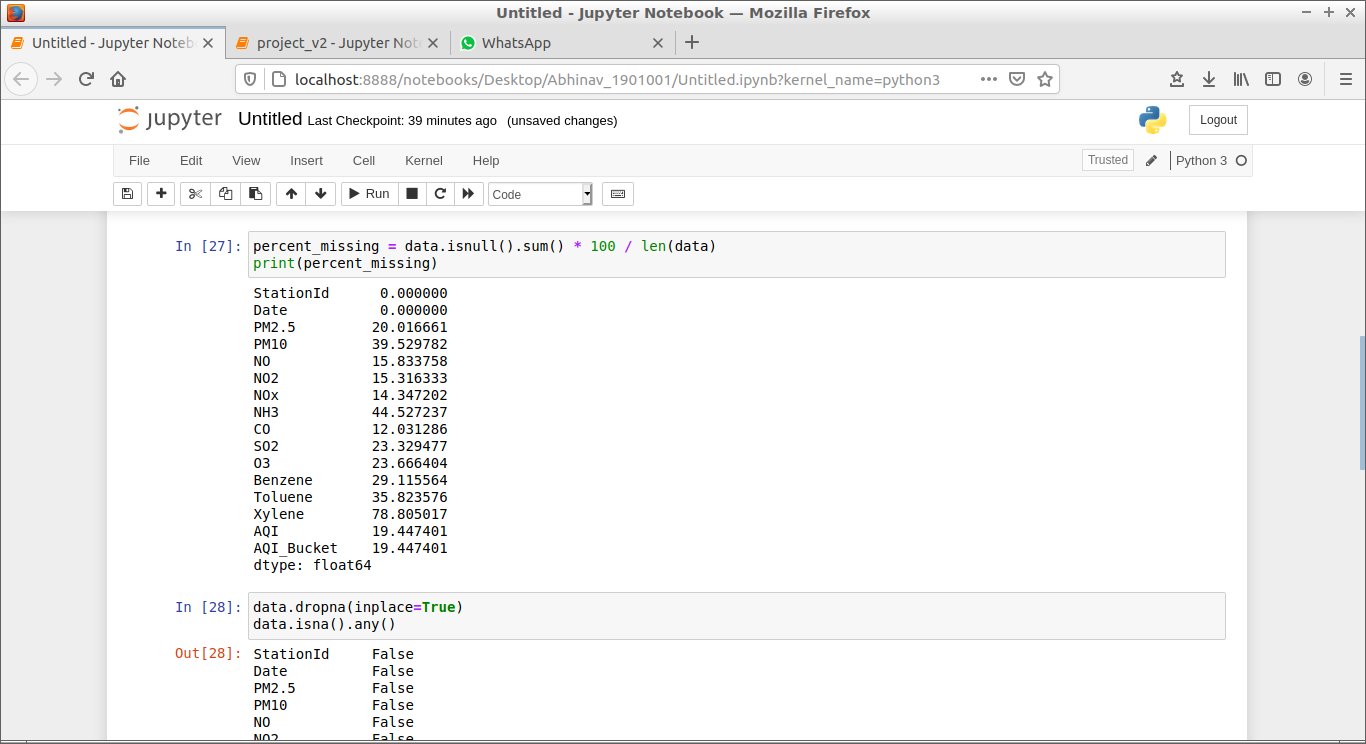 Untitled - Jupyter Notebook — Mozilla Firefox
Untitled - Jupyter Noteb
project_v2 - Jupyter Not
WhatsApp
localhost:8888/notebooks/Desktop/Abhinav_1901001/Untitled.ipynb?kernel_name=python3
jupyter Untitled Last Checkpoint: 39 minutes ago (unsaved changes)
Logout
File Edit View Insert Cell Kernel Help
Trusted
Python 3
Run
Code
In [27]: percent_missing = data.isnull().sum() * 100 / len(data)
print(percent_missing)
StationId 0.000000
Date 0.000000
PM2.5 20.016661
PM10 39.529782
NO 15.833758
NO2 15.316333
NOx 14.347202
NH3 44.527237
CO 12.031286
SO2 23.329477
O3 23.666404
Benzene 29.115564
Toluene 35.823576
Xylene 78.805017
AQI 19.447401
AQI_Bucket 19.447401
dtype: float64
In [28]: data.dropna(inplace=True)
data.isna().any()
Out[28]: StationId False
Date False
PM2.5 False
PM10 False
NO False
NO2 False